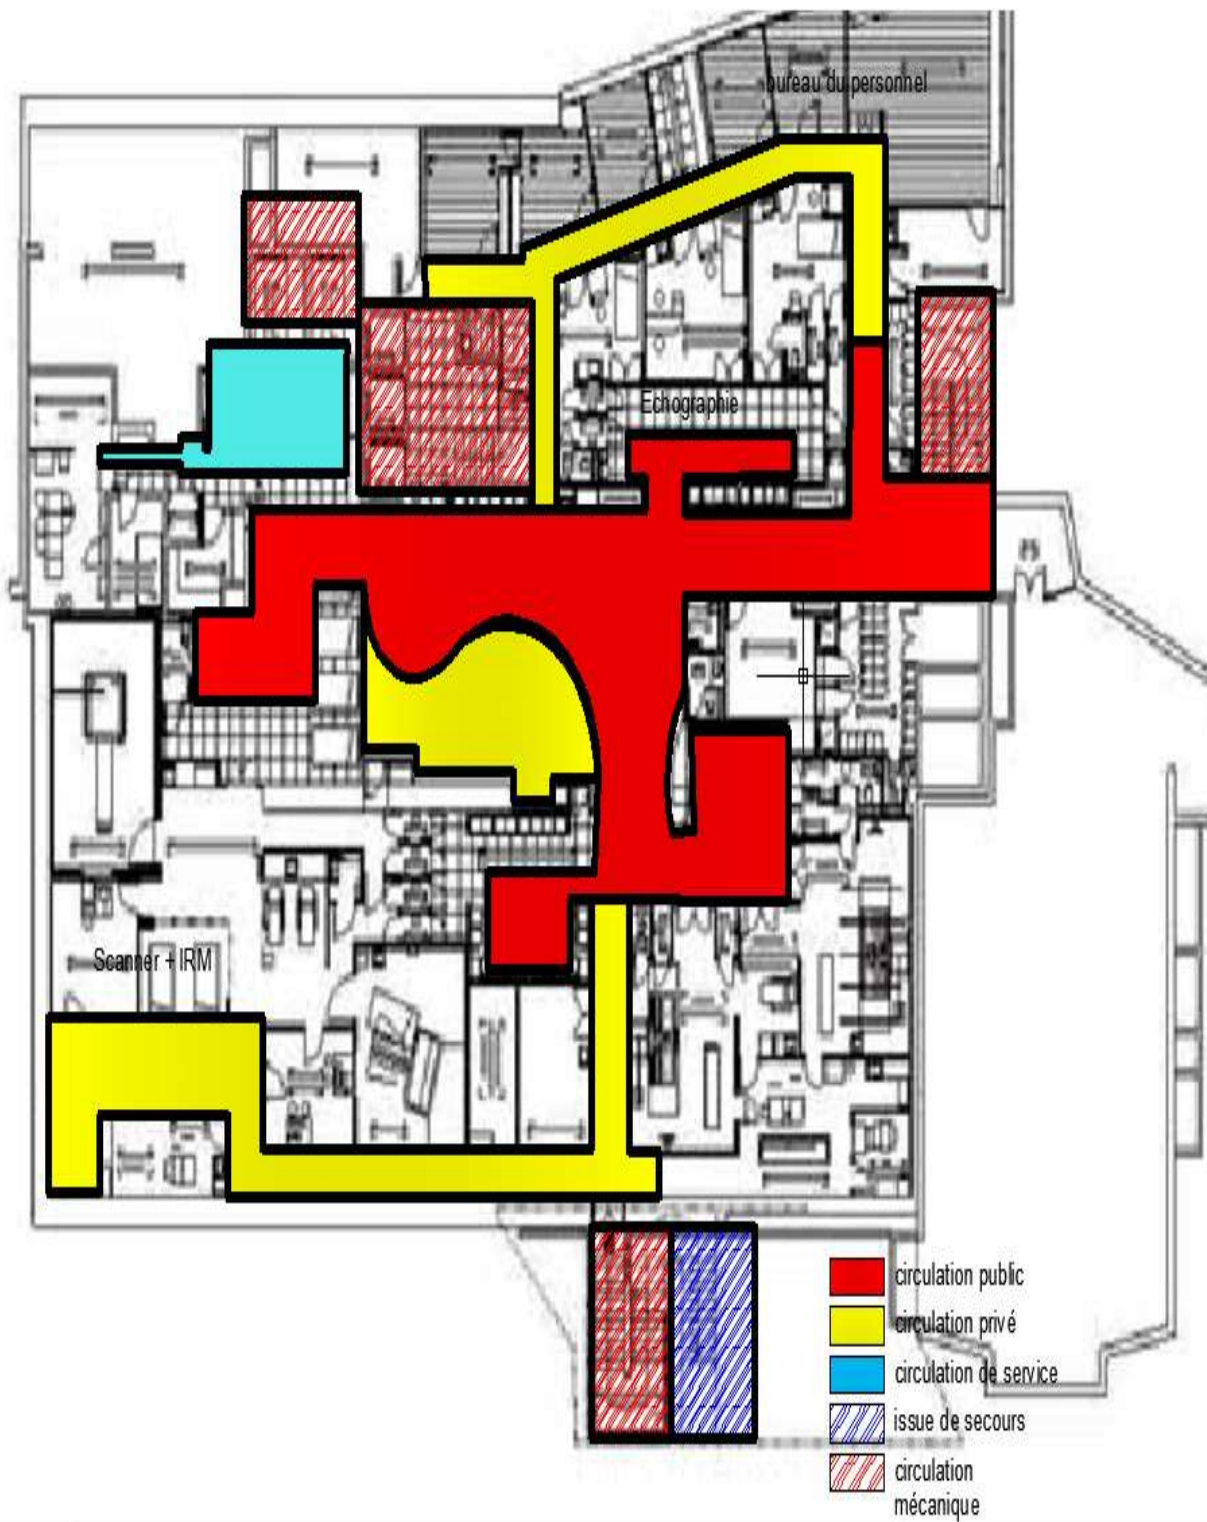 bureau du personnel
Echographie
Scanner + IRM
circulation public
circulation privé
circulation de service
issue de secours
circulation
mécanique